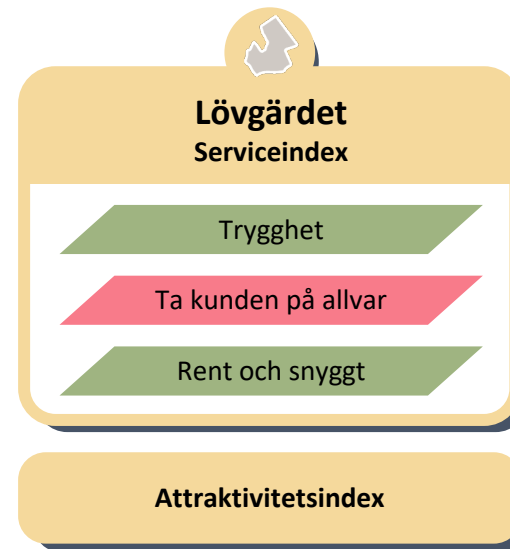 Lövgärdet
Serviceindex
Trygghet
Ta kunden på allvar
Rent och snyggt
Attraktivitetsindex